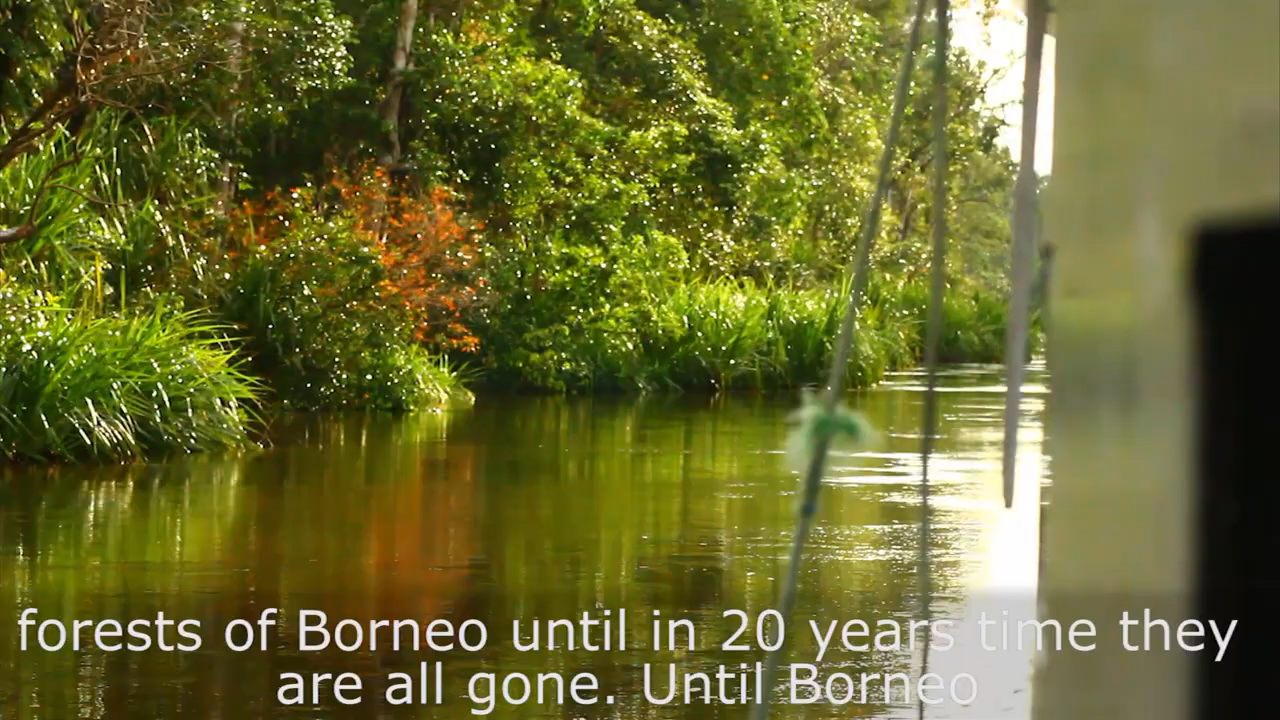 forests of Borneo until in 20 years time they
are all gone. Until Borneo